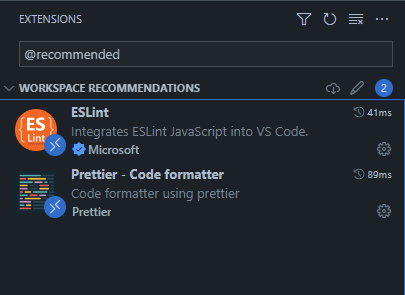 EXTENSIONS
@recommended
WORKSPACE RECOMMENDATIONS 2
ESLint 41ms
Integrates ESLint JavaScript into VS Code.
Microsoft
{ES}
Lint
Prettier - Code formatter 89ms
Code formatter using prettier
Prettier